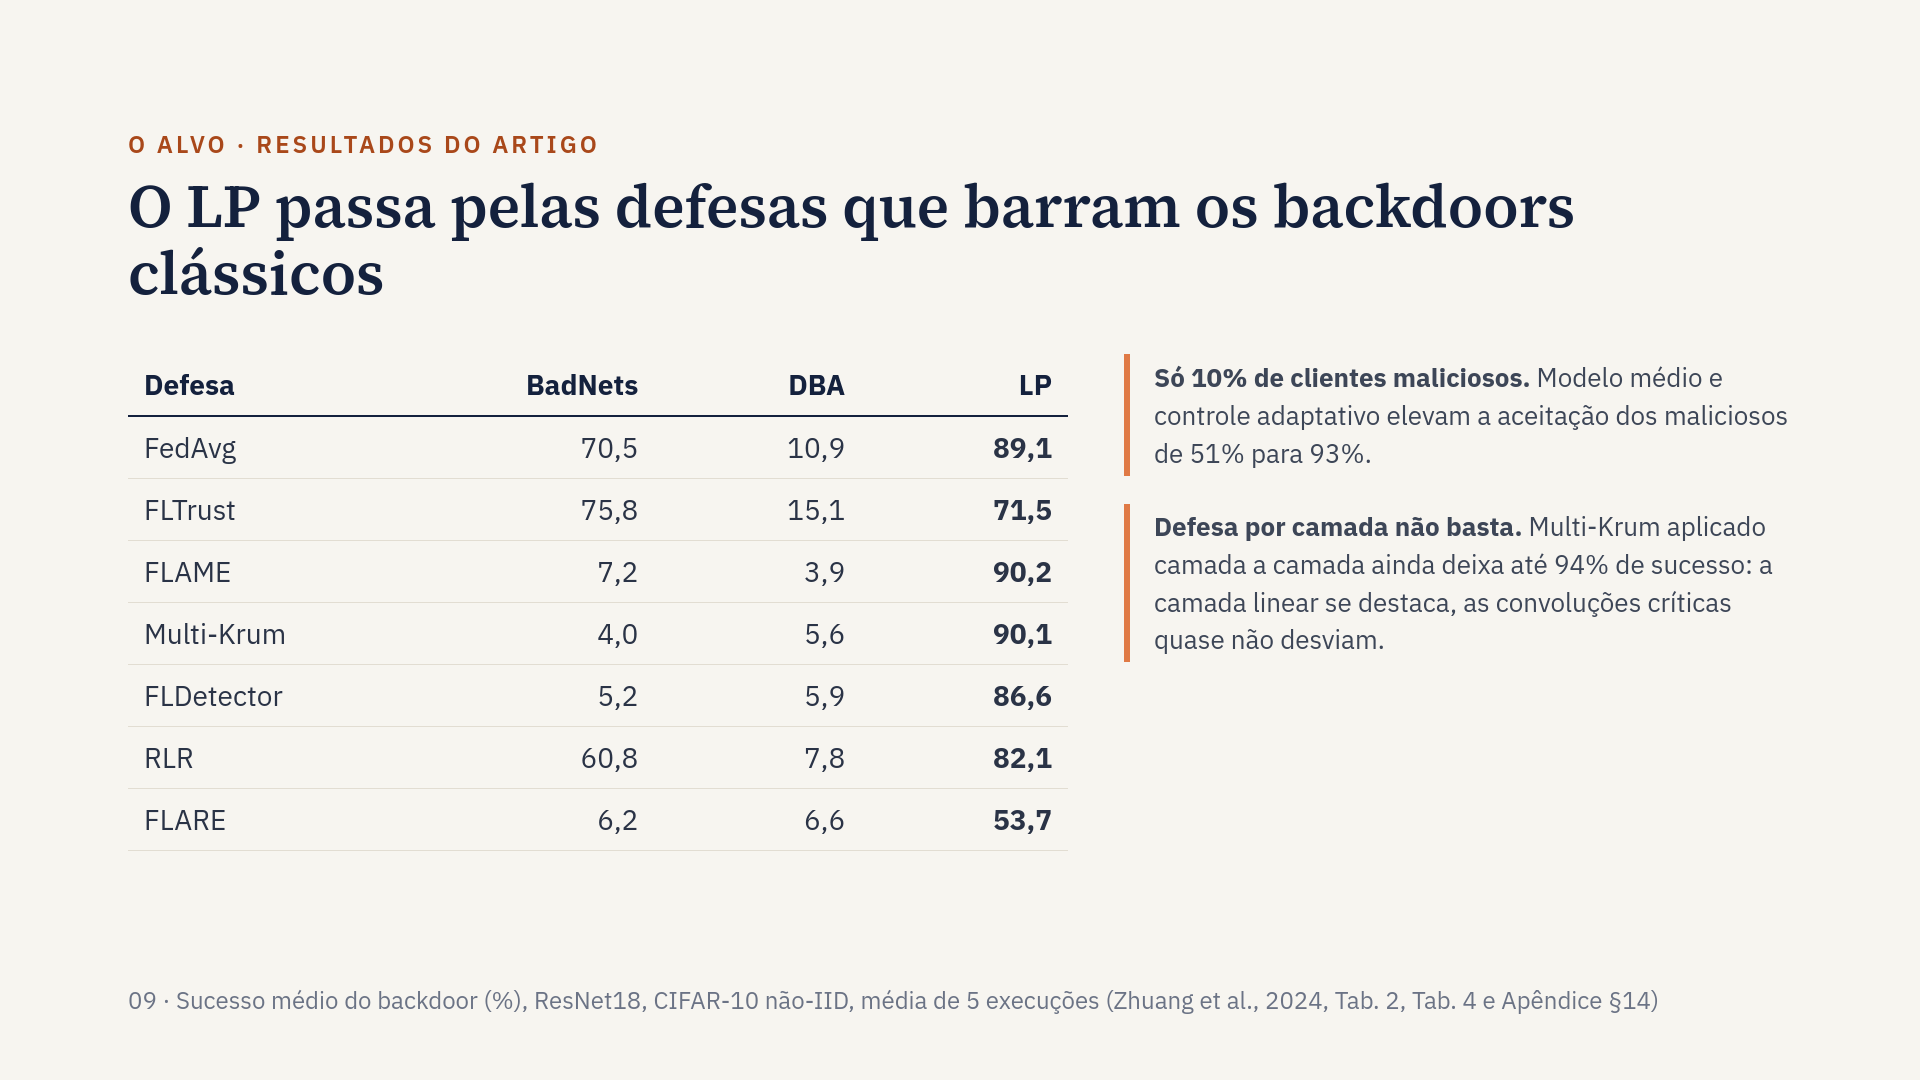 O ALVO · RESULTADOS DO ARTIGO
O LP passa pelas defesas que barram os backdoors
clássicos
Defesa BadNets DBA LP
FedAvg 70,5 10,9 89,1
FLTrust 75,8 15,1 71,5
FLAME 7,2 3,9 90,2
Multi-Krum 4,0 5,6 90,1
FLDetector 5,2 5,9 86,6
RLR 60,8 7,8 82,1
FLARE 6,2 6,6 53,7
Só 10% de clientes maliciosos. Modelo médio e
controle adaptativo elevam a aceitação dos maliciosos
de 51% para 93%.
Defesa por camada não basta. Multi-Krum aplicado
camada a camada ainda deixa até 94% de sucesso: a
camada linear se destaca, as convoluções críticas
quase não desviam.
09 · Sucesso médio do backdoor (%), ResNet18, CIFAR-10 não-IID, média de 5 execuções (Zhuang et al., 2024, Tab. 2, Tab. 4 e Apêndice §14)